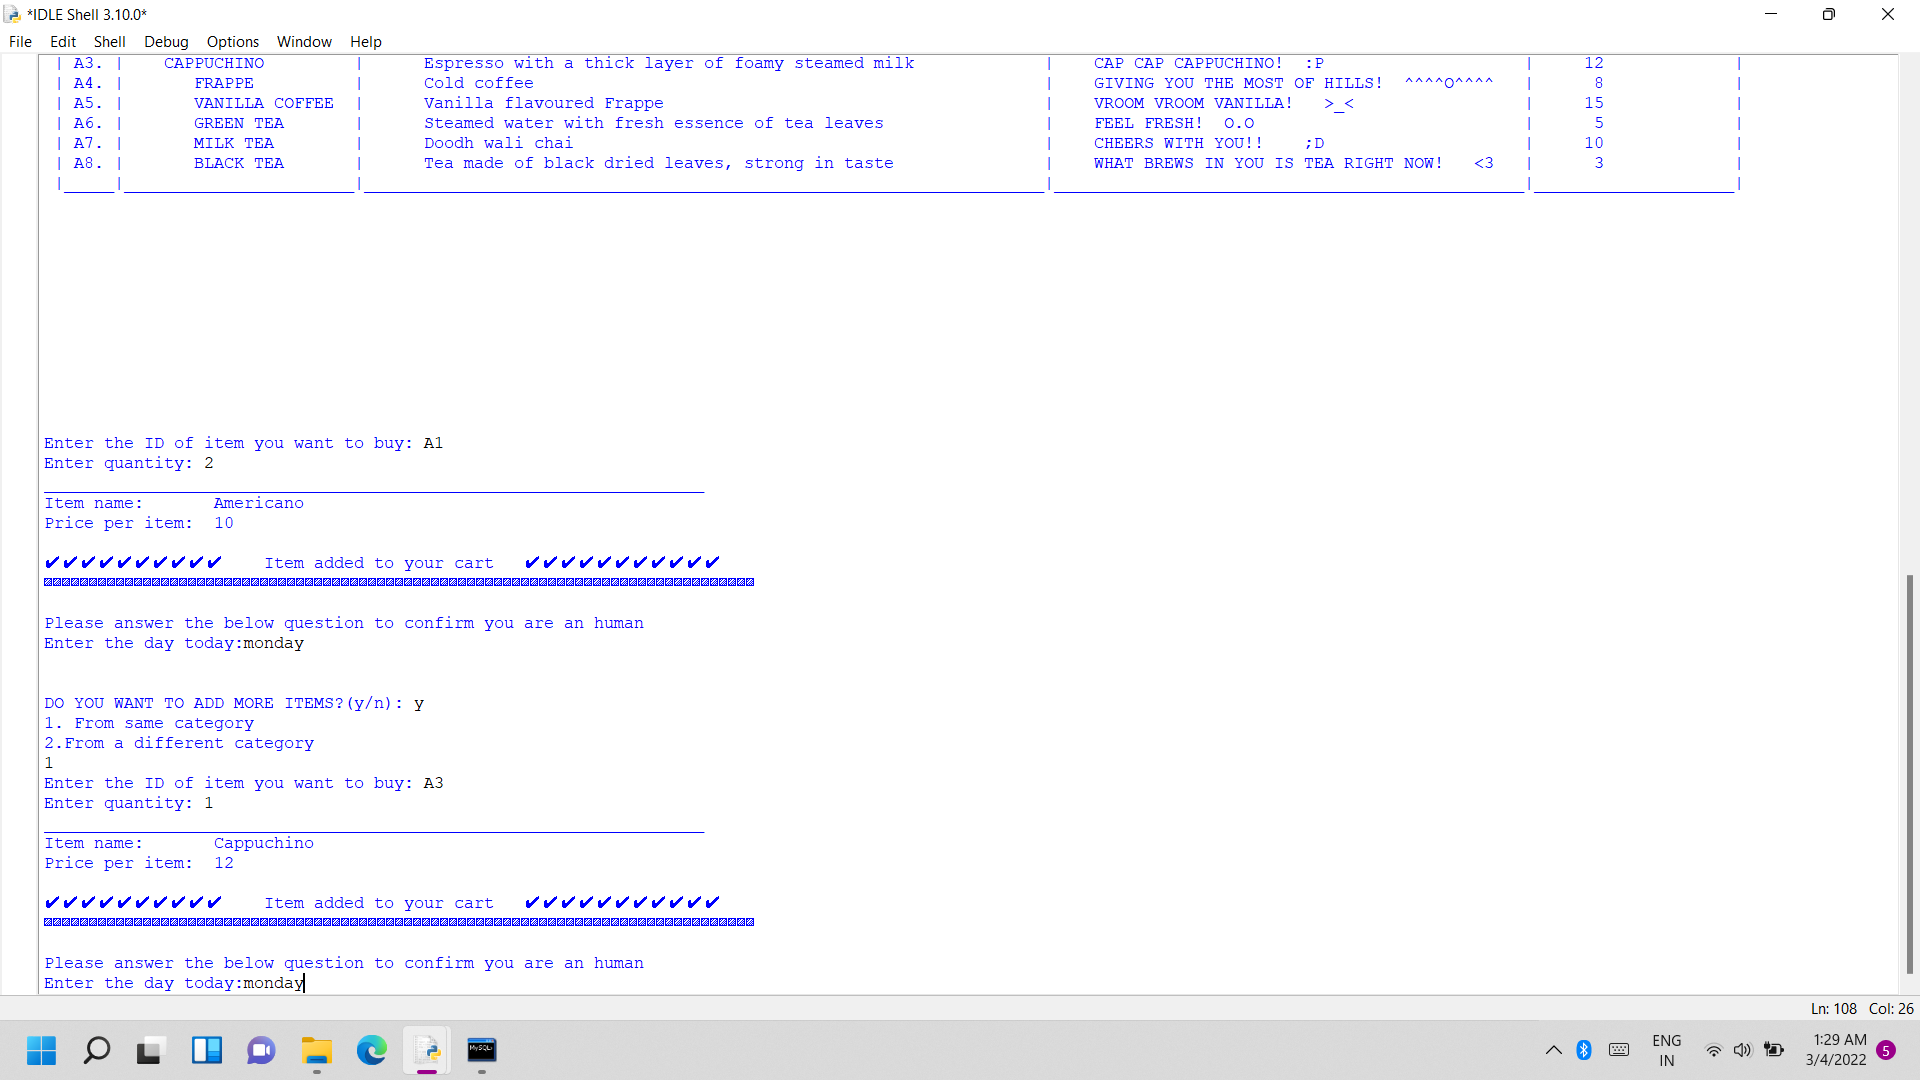 *IDLE Shell 3.10.0*
File Edit Shell Debug Options Window Help
| A3. | CAPPUCHINO | Espresso with a thick layer of foamy steamed milk | CAP CAP CAPPUCHINO! :P | 12 |
| A4. | FRAPPE | Cold coffee | GIVING YOU THE MOST OF HILLS! ^^^^O^^^^ | 8 |
| A5. | VANILLA COFFEE | Vanilla flavoured Frappe | VROOM VROOM VANILLA! >_< | 15 |
| A6. | GREEN TEA | Steamed water with fresh essence of tea leaves | FEEL FRESH! O.O | 5 |
| A7. | MILK TEA | Doodh wali chai | CHEERS WITH YOU!! ;D | 10 |
| A8. | BLACK TEA | Tea made of black dried leaves, strong in taste | WHAT BREWS IN YOU IS TEA RIGHT NOW! <3 | 3 |
Enter the ID of item you want to buy: A1
Enter quantity: 2
Item name: Americano
Price per item: 10
✔✔✔✔✔✔✔✔✔✔ Item added to your cart ✔✔✔✔✔✔✔✔✔✔✔
Please answer the below question to confirm you are an human
Enter the day today:monday
DO YOU WANT TO ADD MORE ITEMS?(y/n): y
1. From same category
2.From a different category
1
Enter the ID of item you want to buy: A3
Enter quantity: 1
Item name: Cappuchino
Price per item: 12
✔✔✔✔✔✔✔✔✔✔ Item added to your cart ✔✔✔✔✔✔✔✔✔✔✔
Please answer the below question to confirm you are an human
Enter the day today:monday
Ln: 108 Col: 26
MySQL
ENG
IN
1:29 AM
3/4/2022
5